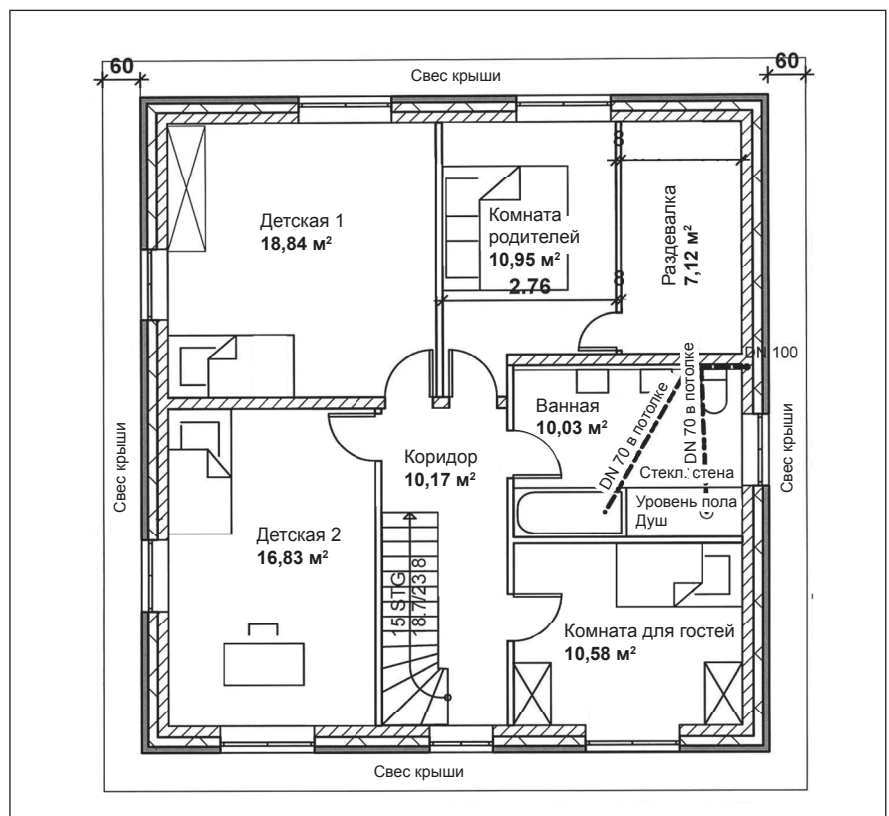 60
Свес крыши
60
Детская 1
18,84 м²
Комната
родителей
10,95 м²
2.76
8
8
Раздевалка
7,12 м²
DN 100
DN 70 в потолке
DN 70 в потолке
Ванная
10,03 м²
Стекл. стена
Уровень пола
Душ
Коридор
10,17 м²
Свес крыши
Свес крыши
Детская 2
16,83 м²
15 STG
18.7/23.8
Комната для гостей
10,58 м²
Свес крыши